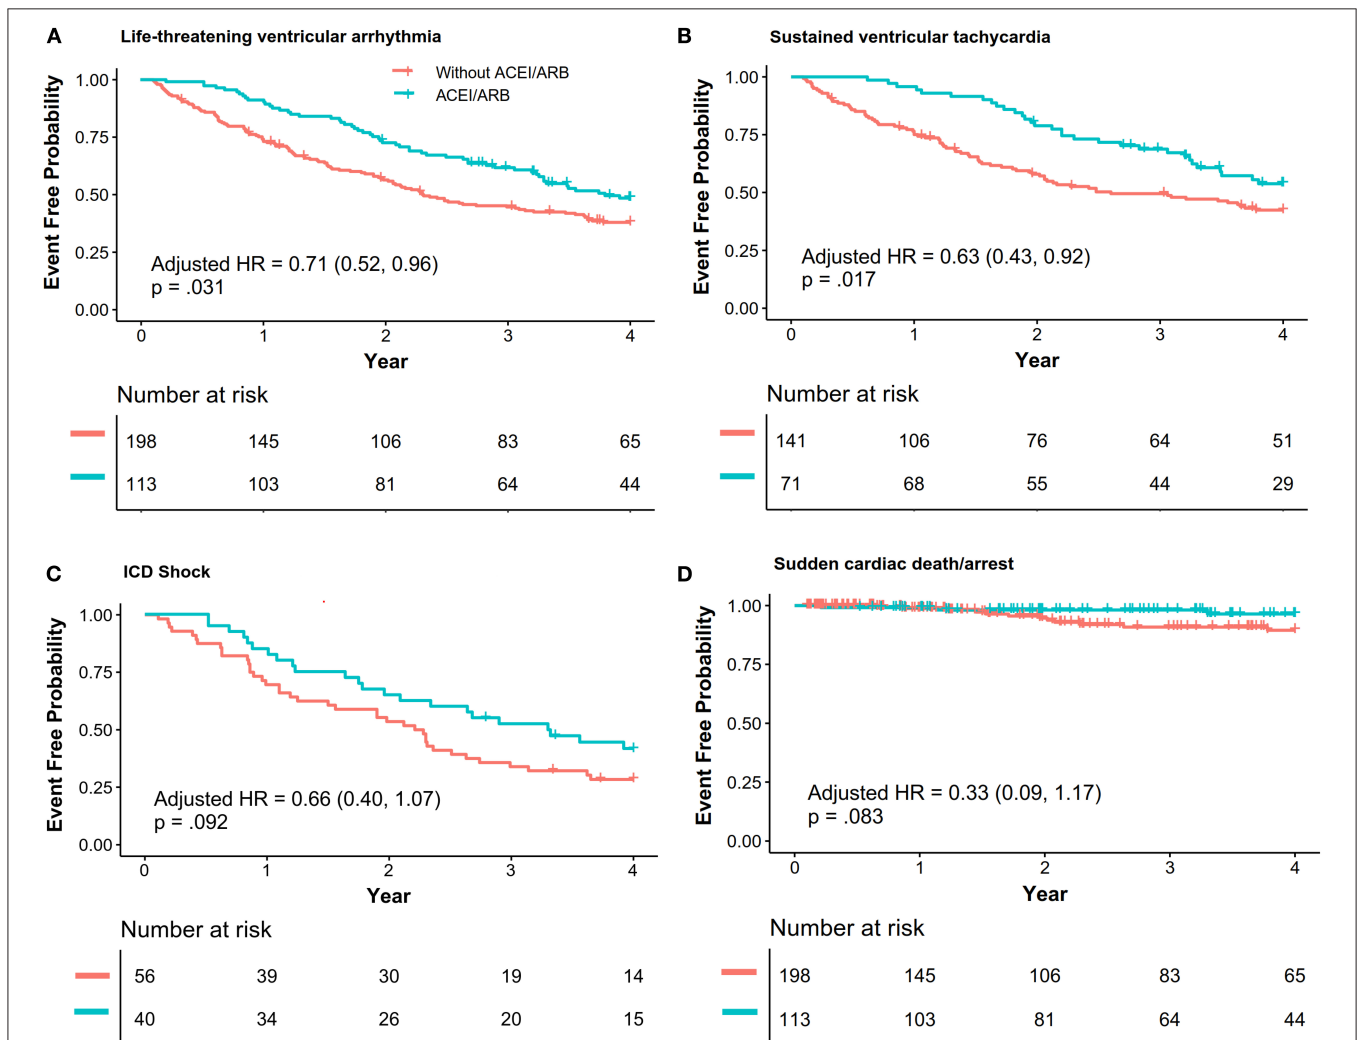 A
Life-threatening ventricular arrhythmia
Without ACEI/ARB
ACEI/ARB
Event Free Probability
1.00
0.75
0.50
0.25
0.00
Adjusted HR = 0.71 (0.52, 0.96)
p = .031
0 1 2 3 4
Year
Number at risk
198 145 106 83 65
113 103 81 64 44
B
Sustained ventricular tachycardia
Event Free Probability
1.00
0.75
0.50
0.25
0.00
Adjusted HR = 0.63 (0.43, 0.92)
p = .017
0 1 2 3 4
Year
Number at risk
141 106 76 64 51
71 68 55 44 29
C
ICD Shock
Event Free Probability
1.00
0.75
0.50
0.25
0.00
Adjusted HR = 0.66 (0.40, 1.07)
p = .092
0 1 2 3 4
Year
Number at risk
56 39 30 19 14
40 34 26 20 15
D
Sudden cardiac death/arrest
Event Free Probability
1.00
0.75
0.50
0.25
0.00
Adjusted HR = 0.33 (0.09, 1.17)
p = .083
0 1 2 3 4
Year
Number at risk
198 145 106 83 65
113 103 81 64 44